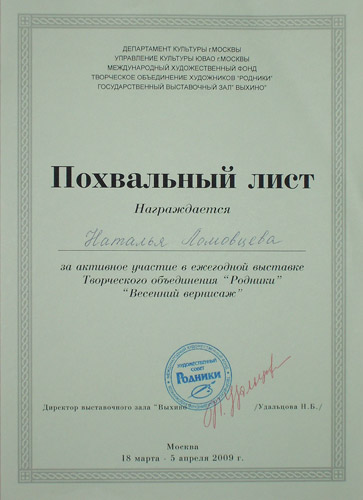 ДЕПАРТАМЕНТ КУЛЬТУРЫ г.МОСКВЫ
УПРАВЛЕНИЕ КУЛЬТУРЫ ЮВАО г.МОСКВЫ
МЕЖДУНАРОДНЫЙ ХУДОЖЕСТВЕННЫЙ ФОНД
ТВОРЧЕСКОЕ ОБЪЕДИНЕНИЕ ХУДОЖНИКОВ "РОДНИКИ"
ГОСУДАРСТВЕННЫЙ ВЫСТАВОЧНЫЙ ЗАЛ" ВЫХИНО"
Похвальный лист
Награждается
Наталья Ломовцева
за активное участие в ежегодной выставке
Творческого объединения "Родники"
"Весенний вернисаж"
ХУДОЖЕСТВЕННЫЙ
СОВЕТ
Родники
Директор выставочного зала "Выхино" /Удальцова Н.Б./
Москва
18 марта - 5 апреля 2009 г.